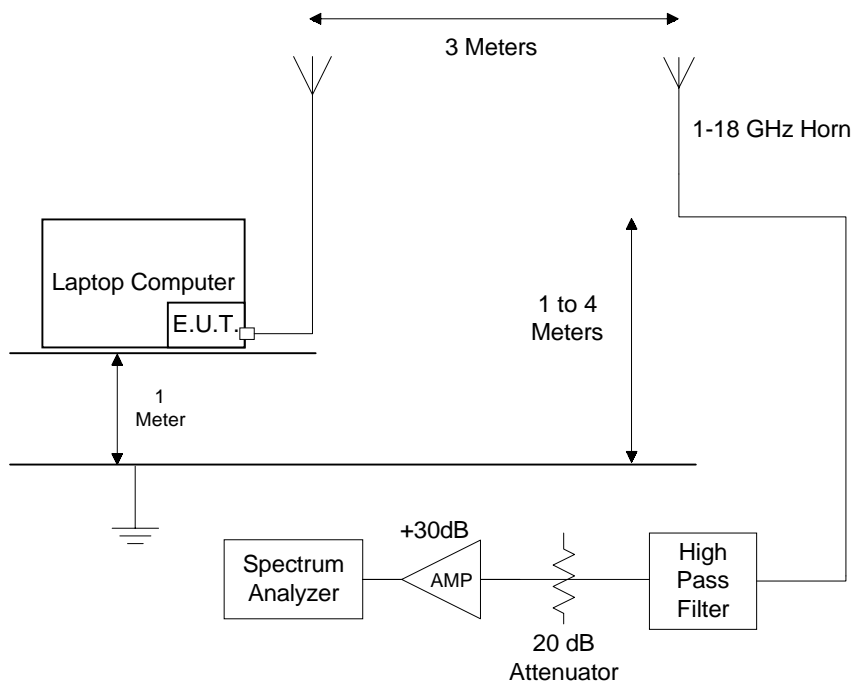 3 Meters
1-18 GHz Horn
Laptop Computer
E.U.T.
1 to 4
Meters
1
Meter
+30dB
Spectrum
Analyzer
AMP
High
Pass
Filter
20 dB
Attenuator